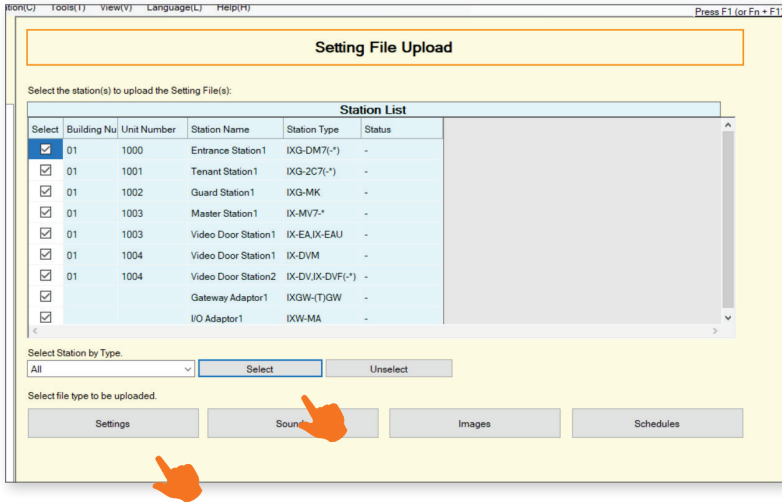 tion(C) Tools(T) View(V) Language(L) Help(H)
Press F1 (or Fn + F1)
Setting File Upload
Select the station(s) to upload the Setting File(s):
Station List
Select Building Nu Unit Number Station Name Station Type Status
01 1000 Entrance Station1 IXG-DM7(-*) -
01 1001 Tenant Station1 IXG-2C7(-*) -
01 1002 Guard Station1 IXG-MK -
01 1003 Master Station1 IX-MV7-* -
01 1003 Video Door Station1 IX-EA,IX-EAU -
01 1004 Video Door Station1 IX-DVM -
01 1004 Video Door Station2 IX-DV,IX-DVF(-*) -
Gateway Adaptor1 IXGW-(T)GW -
I/O Adaptor1 IXW-MA -
Select Station by Type.
All Select Unselect
Select file type to be uploaded.
Settings Sound Images Schedules